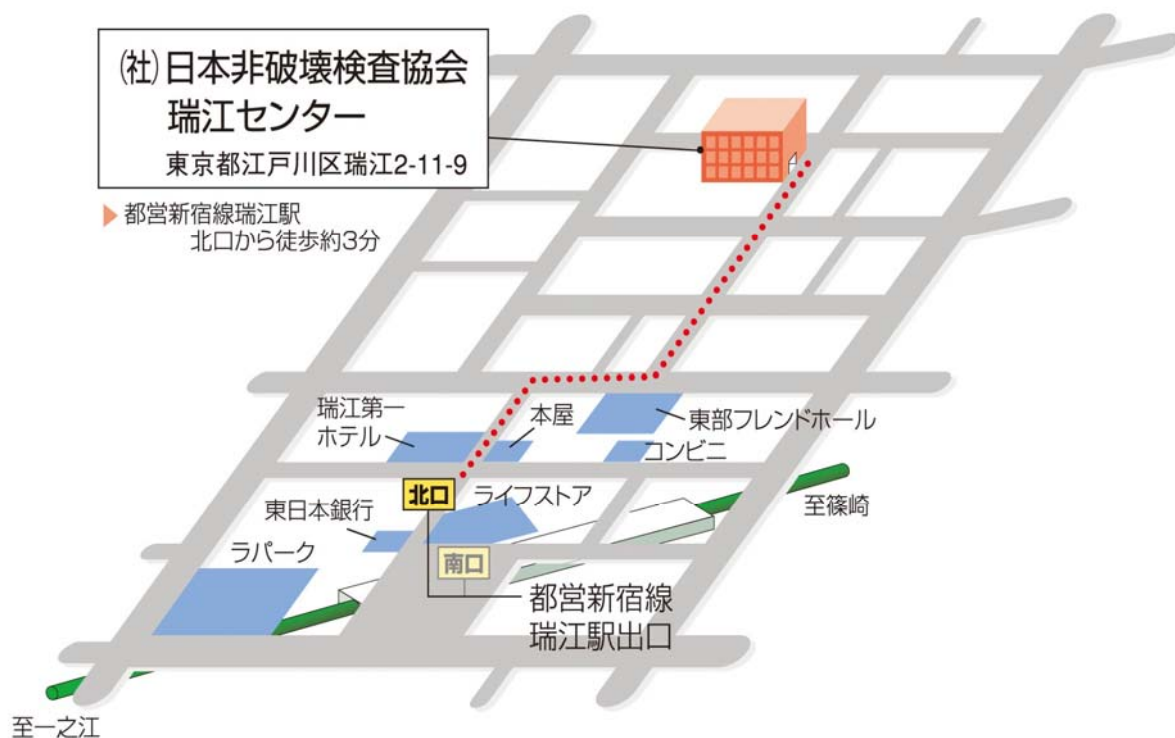 (社)日本非破壊検査協会
瑞江センター
東京都江戸川区瑞江2-11-9
都営新宿線瑞江駅
北口から徒歩約3分
瑞江第一
ホテル
本屋
東部フレンドホール
コンビニ
北口
ライフストア
至篠崎
東日本銀行
ラパーク
南口
都営新宿線
瑞江駅出口
至一之江